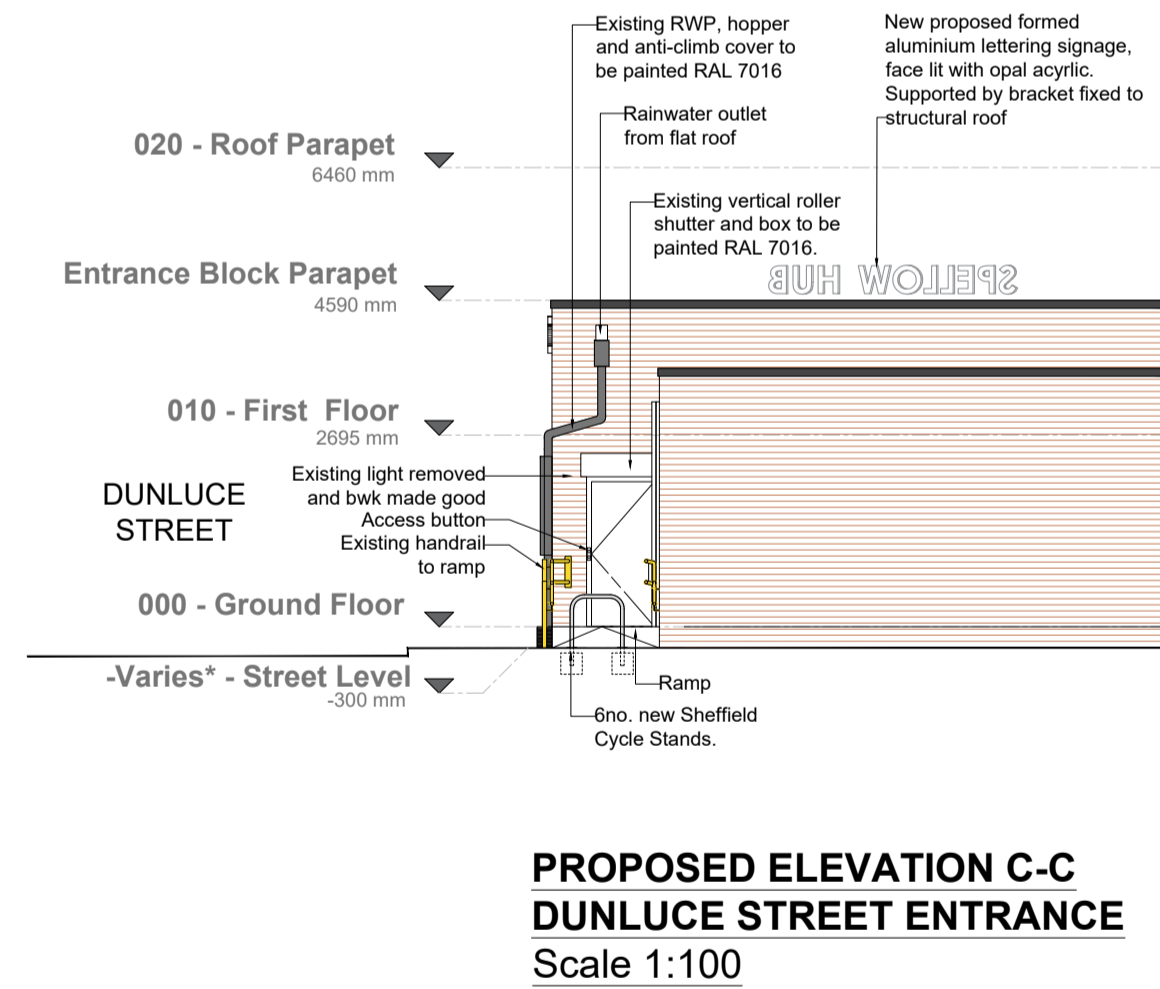 Existing RWP, hopper
and anti-climb cover to
be painted RAL 7016
New proposed formed
aluminium lettering signage,
face lit with opal acyrlic.
Supported by bracket fixed to
structural roof
Rainwater outlet
from flat roof
020 - Roof Parapet
6460 mm
Existing vertical roller
shutter and box to be
painted RAL 7016.
Entrance Block Parapet
4590 mm
SPELLOW HUB
010 - First Floor
2695 mm
Existing light removed
and bwk made good
Access button
Existing handrail
to ramp
DUNLUCE
STREET
000 - Ground Floor
-Varies* - Street Level
-300 mm
Ramp
6no. new Sheffield
Cycle Stands.
PROPOSED ELEVATION C-C
DUNLUCE STREET ENTRANCE
Scale 1:100